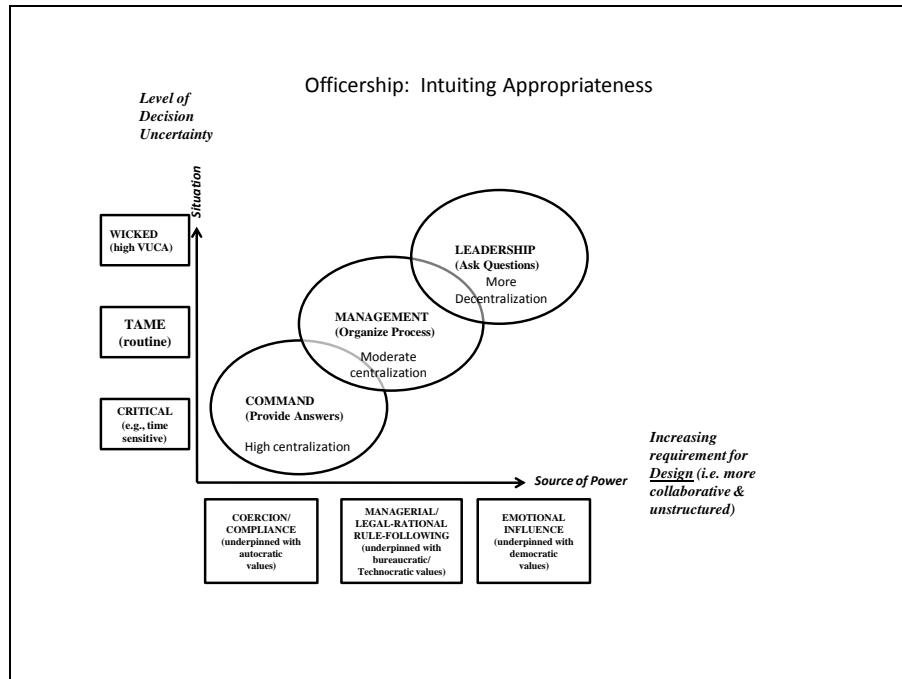 Officership: Intuiting Appropriateness
Level of
Decision
Uncertainty
Situation
WICKED
(high VUCA)
TAME
(routine)
CRITICAL
(e.g., time
sensitive)
LEADERSHIP
(Ask Questions)
More
Decentralization
MANAGEMENT
(Organize Process)
Moderate
centralization
COMMAND
(Provide Answers)
High centralization
Source of Power
Increasing
requirement for
Design (i.e. more
collaborative &
unstructured)
COERCION/
COMPLIANCE
(underpinned with
autocratic
values)
MANAGERIAL/
LEGAL-RATIONAL
RULE-FOLLOWING
(underpinned with
bureaucratic/
Technocratic values)
EMOTIONAL
INFLUENCE
(underpinned with
democratic
values)